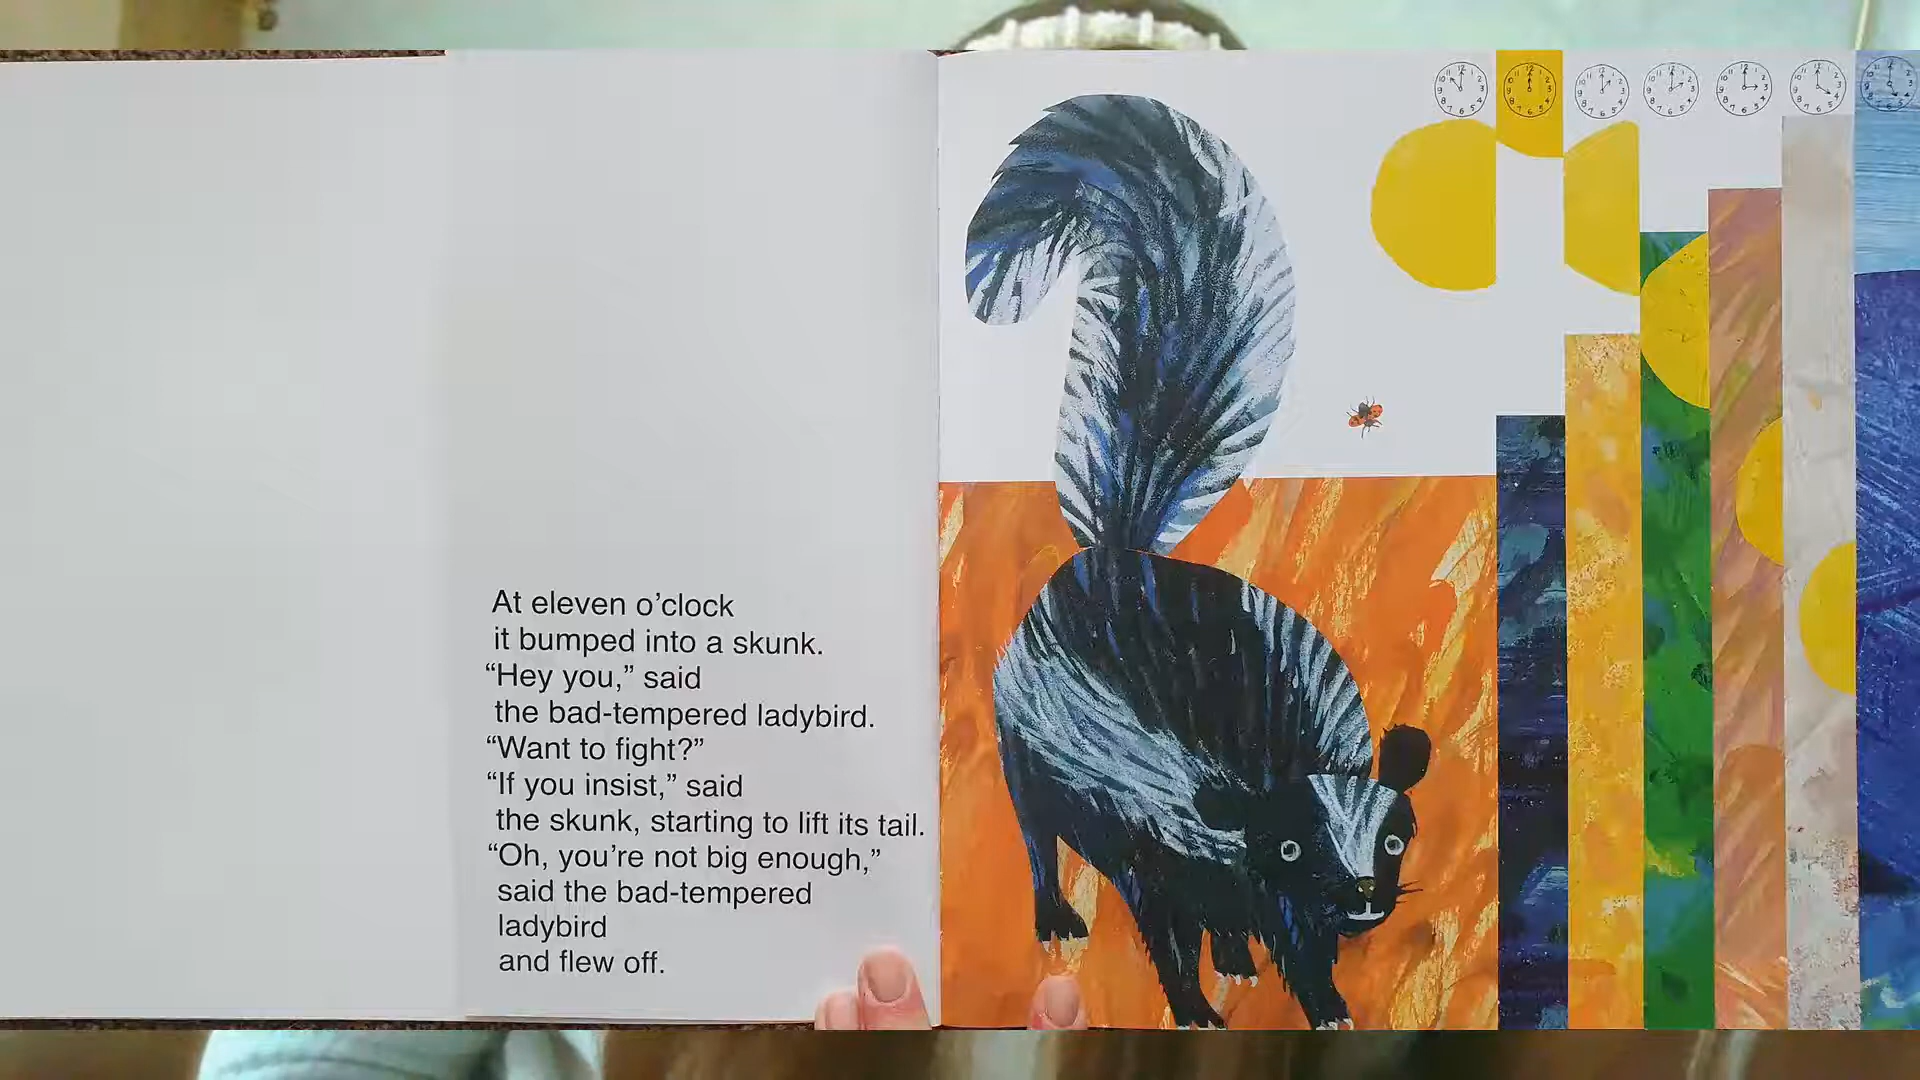 At eleven o’clock
it bumped into a skunk.
“Hey you,” said
the bad-tempered ladybird.
“Want to fight?”
“If you insist,” said
the skunk, starting to lift its tail.
“Oh, you’re not big enough,”
said the bad-tempered
ladybird
and flew off.